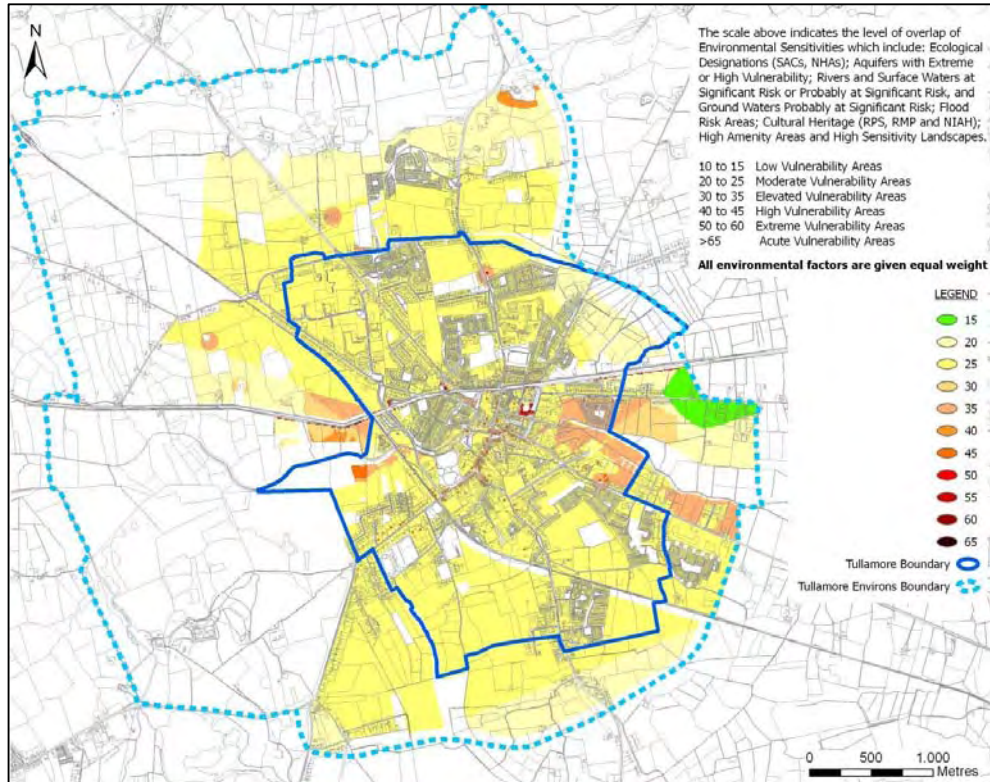 N
The scale above indicates the level of overlap of
Environmental Sensitivities which include: Ecological
Designations (SACs, NHAs); Aquifers with Extreme
or High Vulnerability; Rivers and Surface Waters at
Significant Risk or Probably at Significant Risk, and
Ground Waters Probably at Significant Risk; Flood
Risk Areas; Cultural Heritage (RPS, RMP and NIAH);
High Amenity Areas and High Sensitivity Landscapes.
10 to 15 Low Vulnerability Areas
20 to 25 Moderate Vulnerability Areas
30 to 35 Elevated Vulnerability Areas
40 to 45 High Vulnerability Areas
50 to 60 Extreme Vulnerability Areas
>65 Acute Vulnerability Areas
All environmental factors are given equal weight
LEGEND
15
20
25
30
35
40
45
50
55
60
65
Tullamore Boundary
Tullamore Environs Boundary
0 500 1.000
Metres